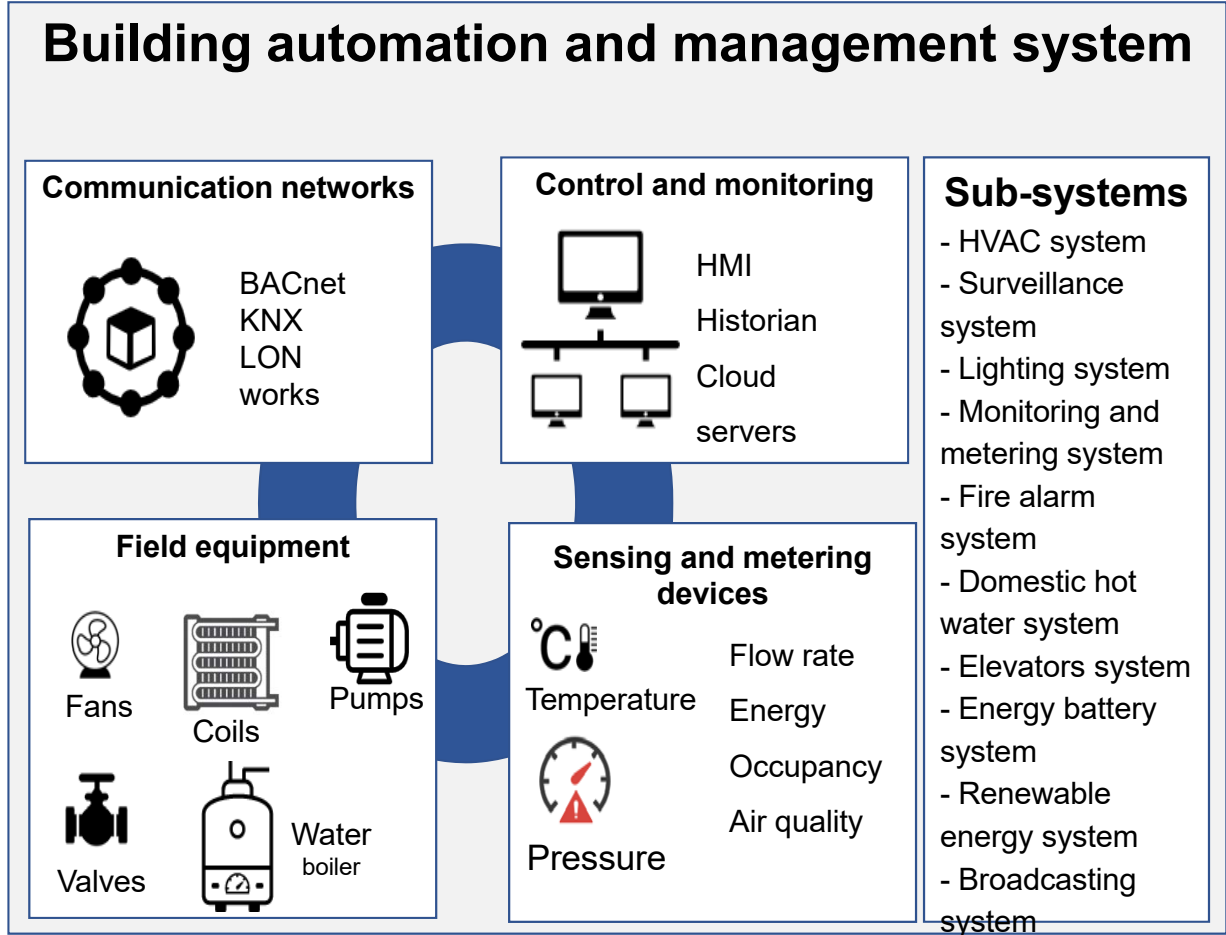 Building automation and management system
Communication networks
BACnet
KNX
LON
works
Control and monitoring
HMI
Historian
Cloud
servers
Field equipment
Fans
Coils
Pumps
Valves
Water
boiler
Sensing and metering
devices
°C
Temperature
Pressure
Flow rate
Energy
Occupancy
Air quality
Sub-systems
- HVAC system
- Surveillance
system
- Lighting system
- Monitoring and
metering system
- Fire alarm
system
- Domestic hot
water system
- Elevators system
- Energy battery
system
- Renewable
energy system
- Broadcasting
system